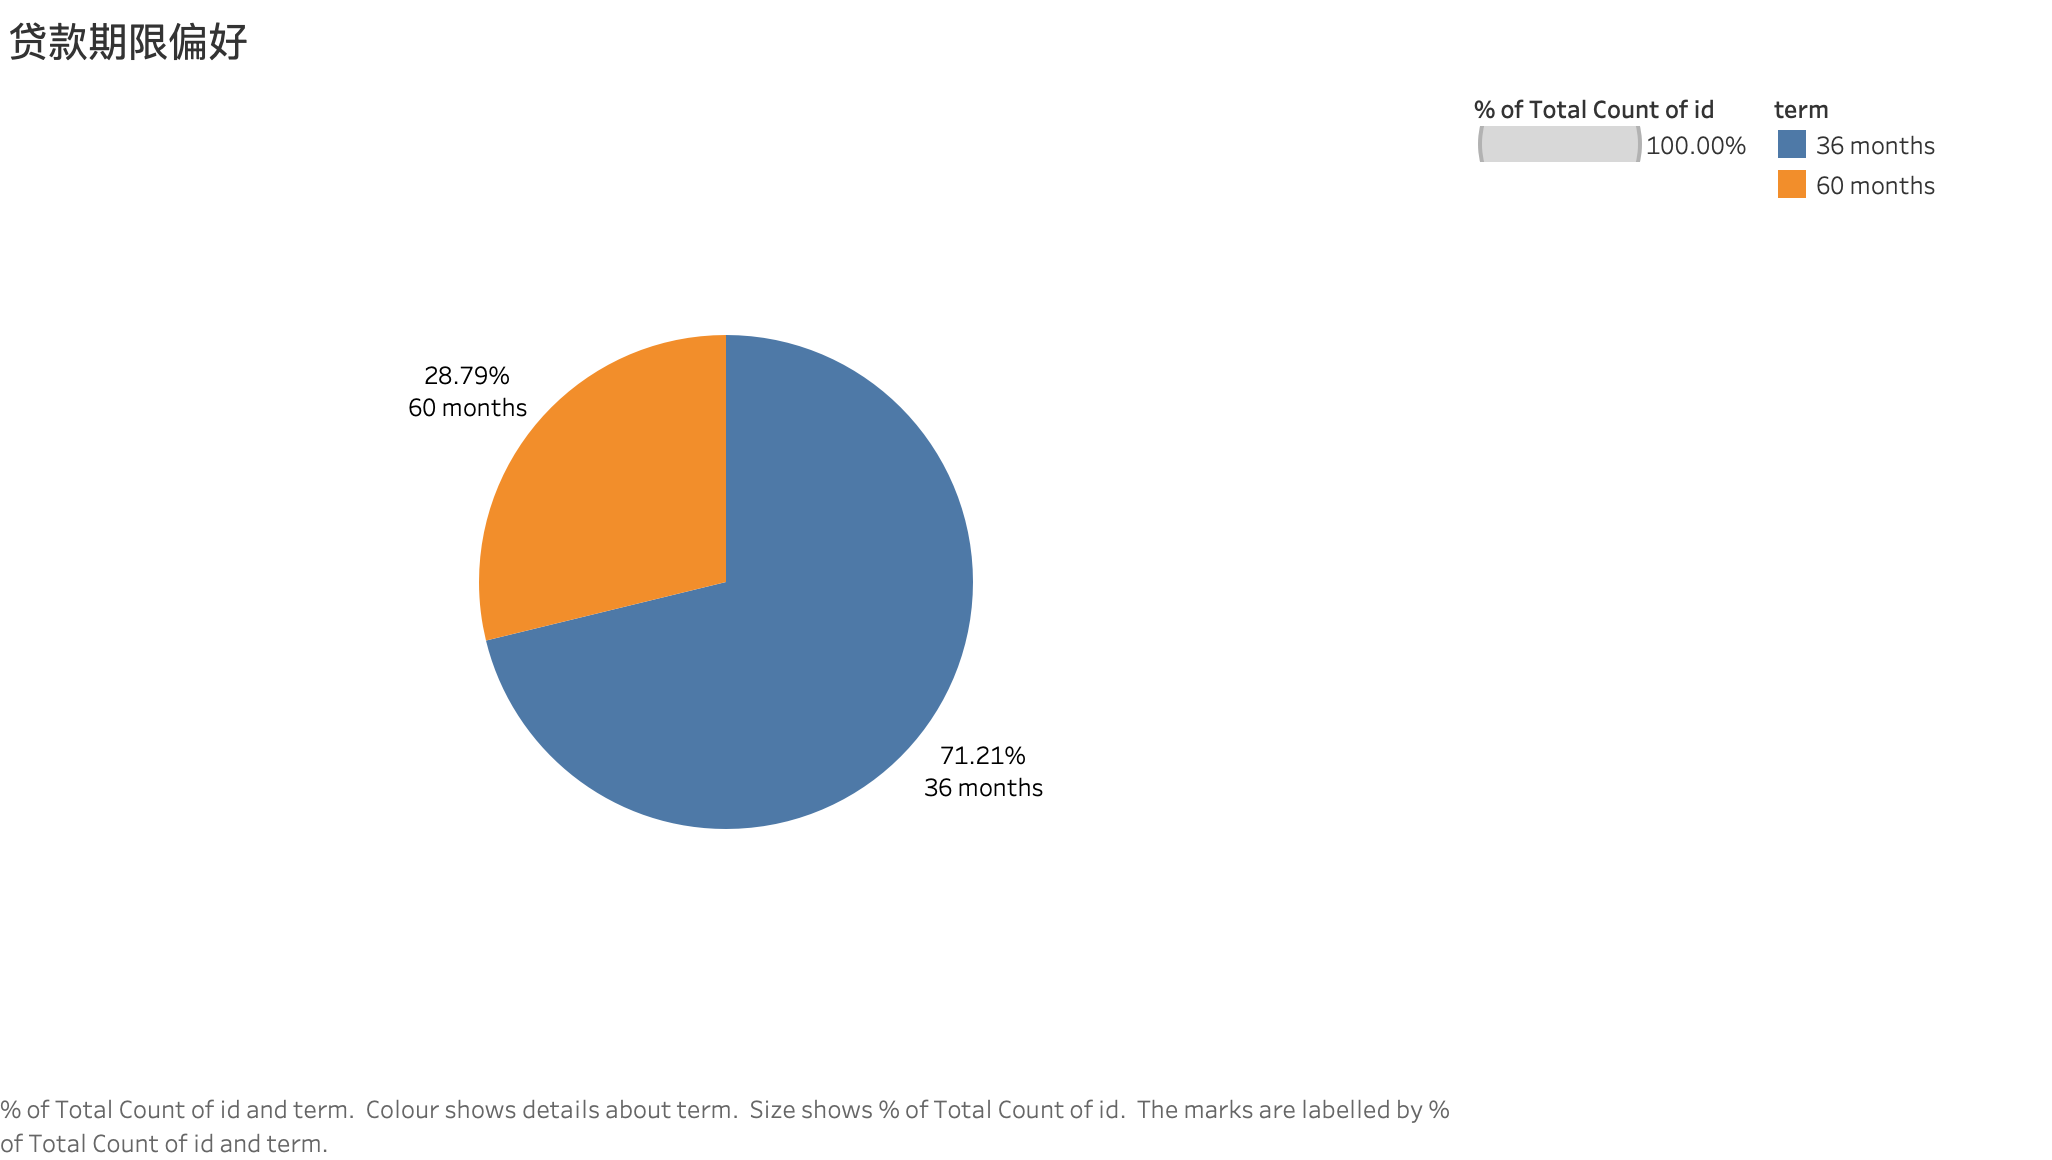 贷款期限偏好
% of Total Count of id
100.00%
term
36 months
60 months
28.79%
60 months
71.21%
36 months
% of Total Count of id and term.  Colour shows details about term.  Size shows % of Total Count of id.  The marks are labelled by %
of Total Count of id and term.